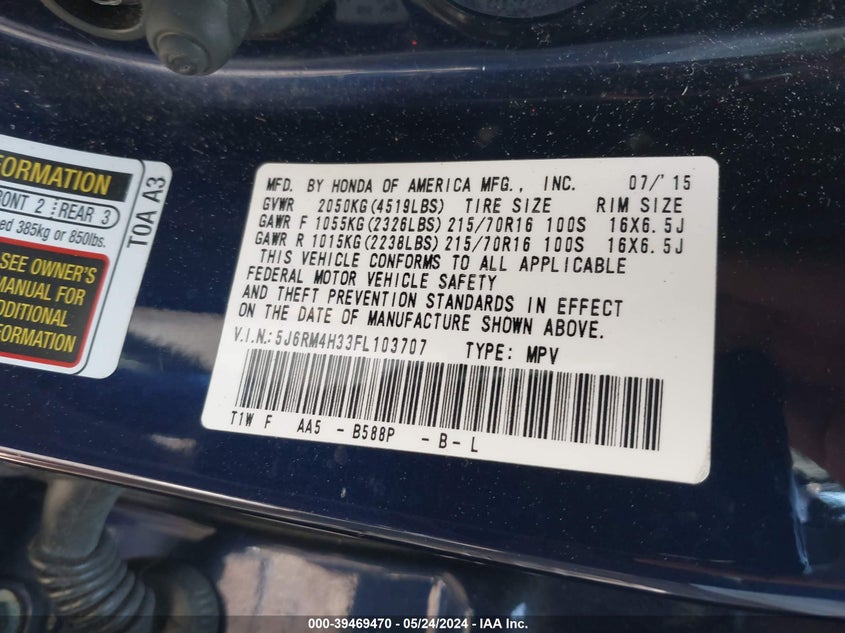 FORMATION
FRONT 2 REAR 3
385kg or 850lbs.
SEE OWNER'S
MANUAL FOR
ADDITIONAL
INFORMATION
T0A A3
MFD. BY HONDA OF AMERICA MFG., INC. 07/'15
GVWR 2050KG(4519LBS) TIRE SIZE RIM SIZE
GAWR F 1055KG(2326LBS) 215/70R16 100S 16X6.5J
GAWR R 1015KG(2238LBS) 215/70R16 100S 16X6.5J
THIS VEHICLE CONFORMS TO ALL APPLICABLE
FEDERAL MOTOR VEHICLE SAFETY
AND THEFT PREVENTION STANDARDS IN EFFECT
ON THE DATE OF MANUFACTURE SHOWN ABOVE.
V.I.N.: 5J6RM4H33FL103707 TYPE: MPV
T1W F AA5 - B588P - B - L
000-39469470 - 05/24/2024 - IAA Inc.